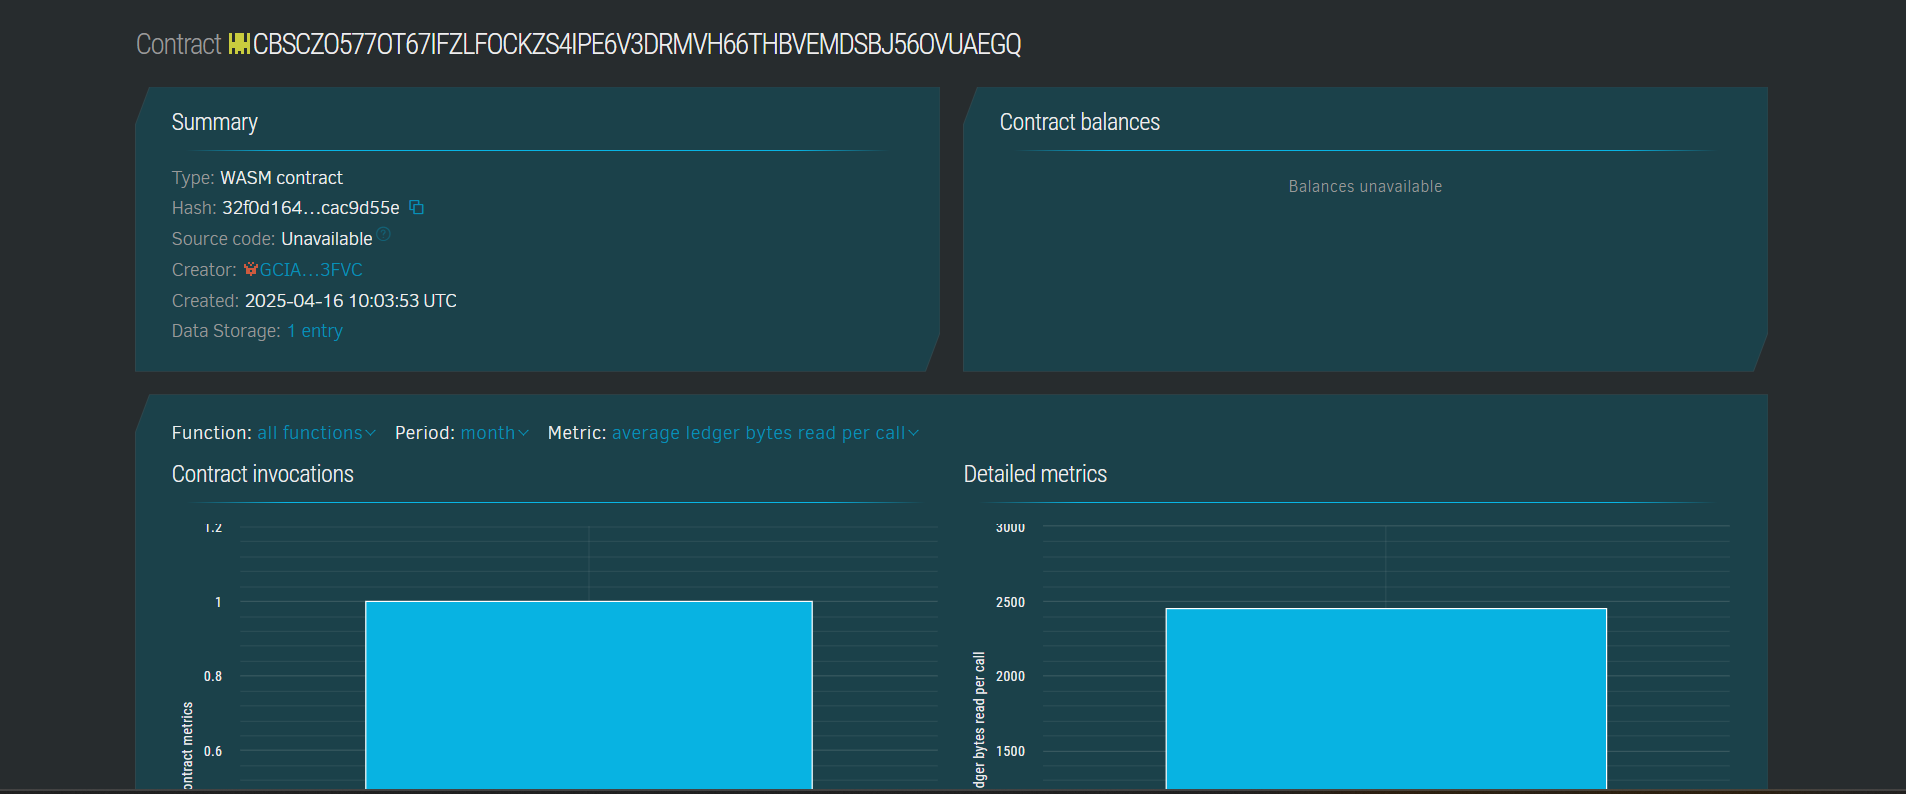 Contract CBSCZO577OT67IFZLFOCKZS4IPE6V3DRMVH66THBVEMDSBJ56OVUAEGQ
Summary
Type: WASM contract
Hash: 32f0d164...cac9d55e
Source code: Unavailable
Creator: GCIA...3FVC
Created: 2025-04-16 10:03:53 UTC
Data Storage: 1 entry
Contract balances
Balances unavailable
Function: all functions Period: month Metric: average ledger bytes read per call
Contract invocations
1.2
1
0.8
0.6
ontract metrics
Detailed metrics
3000
2500
2000
1500
dger bytes read per call